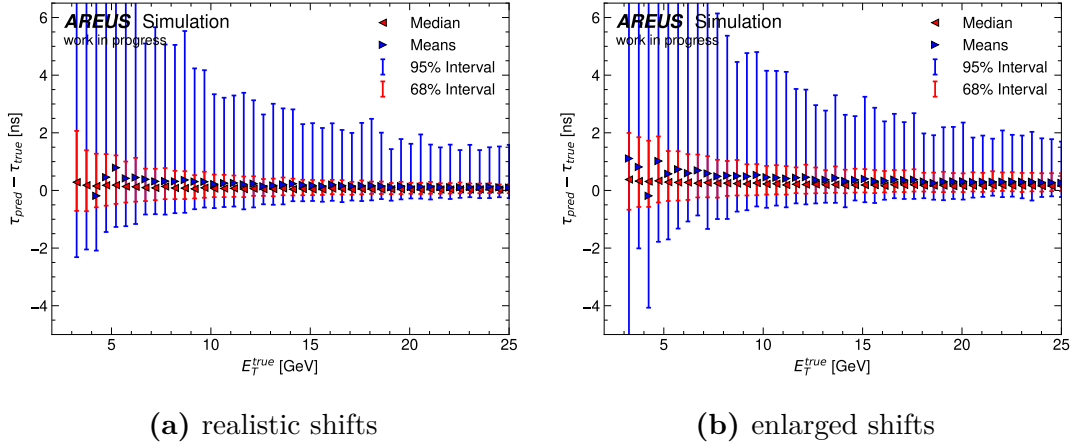 AREUS Simulation
work in progress
Median
Means
95% Interval
68% Interval
6
4
2
0
−2
−4
τ_pred − τ_true [ns]
5 10 15 20 25
E_T^true [GeV]
(a) realistic shifts
AREUS Simulation
work in progress
Median
Means
95% Interval
68% Interval
6
4
2
0
−2
−4
τ_pred − τ_true [ns]
5 10 15 20 25
E_T^true [GeV]
(b) enlarged shifts